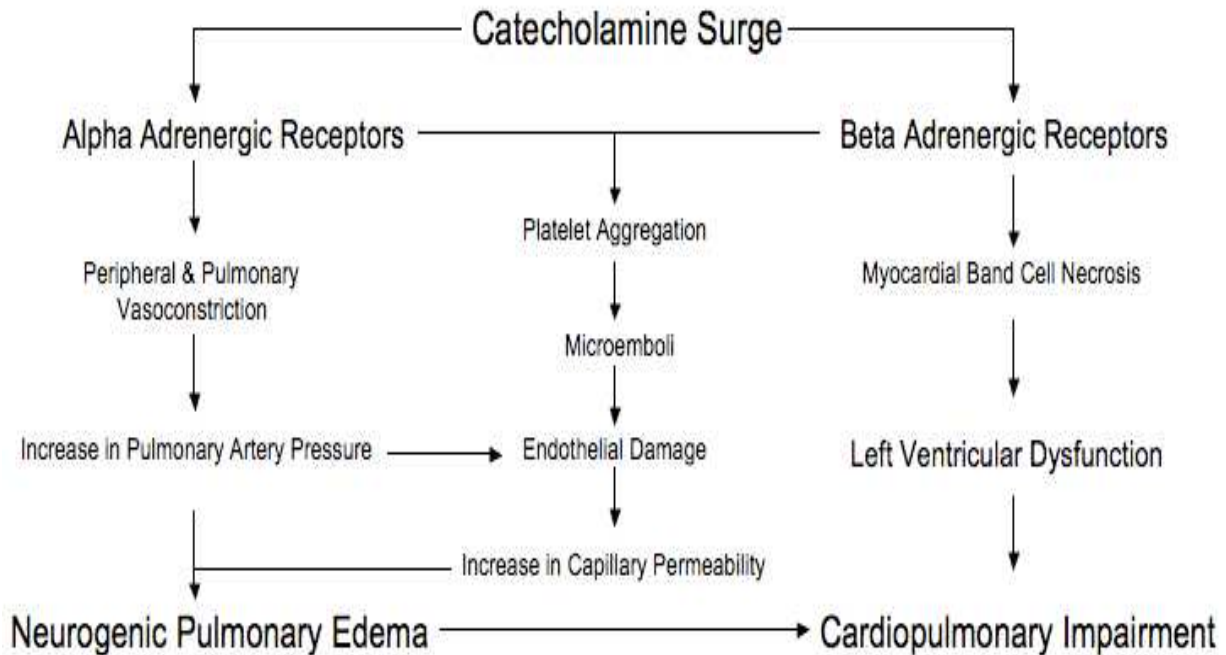 Catecholamine Surge
Alpha Adrenergic Receptors
Beta Adrenergic Receptors
Platelet Aggregation
Peripheral & Pulmonary
Vasoconstriction
Myocardial Band Cell Necrosis
Microemboli
Increase in Pulmonary Artery Pressure
Endothelial Damage
Left Ventricular Dysfunction
Increase in Capillary Permeability
Neurogenic Pulmonary Edema
Cardiopulmonary Impairment